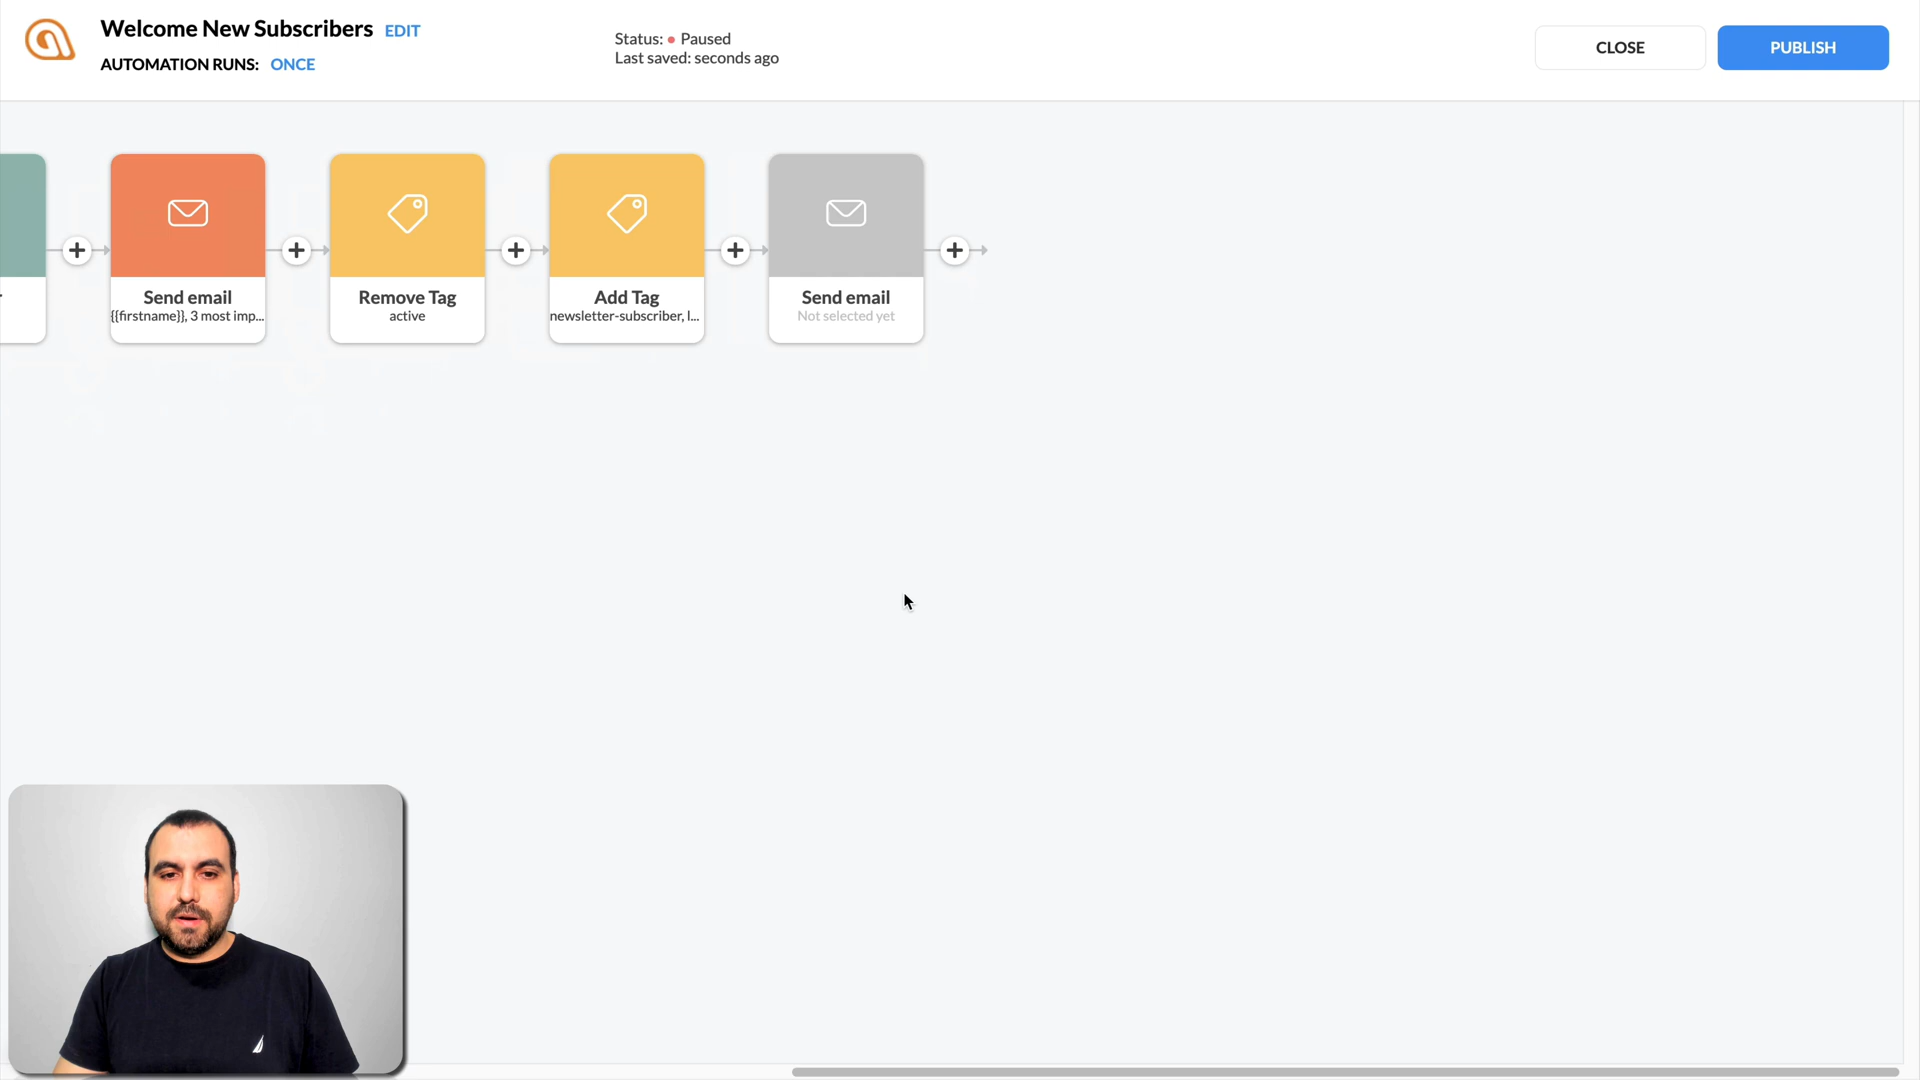 Welcome New Subscribers EDIT
AUTOMATION RUNS: ONCE
Status: Paused
Last saved: seconds ago
CLOSE
PUBLISH
Send email
{{firstname}}, 3 most imp...
Remove Tag
active
Add Tag
newsletter-subscriber, l...
Send email
Not selected yet